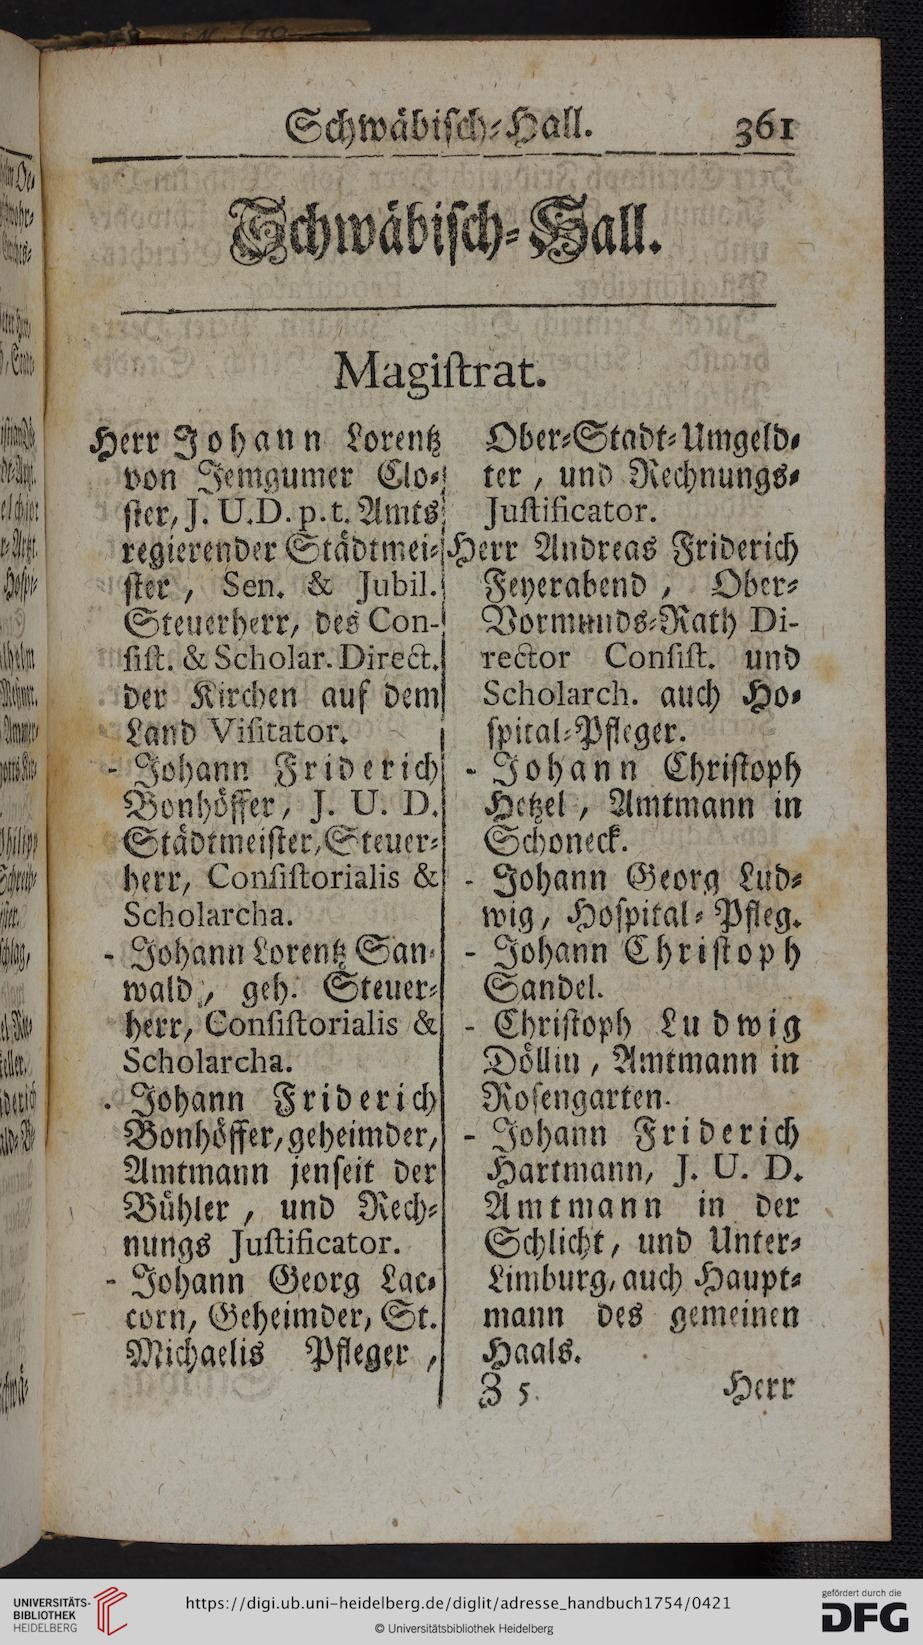 Schwäbisch-Hall. 361
Schwäbisch-Hall.
Magistrat.
Herr Johann Lorentz
von Jemgumer Clo-
ster, J. U.D. p. t. Amts
regierender Städtmei-
ster, Sen. & Jubil.
Steuerherr, des Con-
sist. & Scholar. Direct.
der Kirchen auf dem
Land Visitator.
- Johann Friderich
Bonhöffer, J. U. D.
Städtmeister, Steuer-
herr, Consistorialis &
Scholarcha.
- Johann Lorentz San-
wald, geh. Steuer-
herr, Consistorialis &
Scholarcha.
- Johann Friderich
Bonhöffer, geheimder,
Amtmann jenseit der
Bühler, und Rech-
nungs Justificator.
- Johann Georg Lac-
corn, Geheimder, St.
Michaelis Pfleger,
Ober-Stadt-Umgeld-
ter, und Rechnungs-
Justificator.
Herr Andreas Friderich
Feyerabend, Ober-
Vormunds-Rath Di-
rector Consist. und
Scholarch. auch Ho-
spital-Pfleger.
- Johann Christoph
Hetzel, Amtmann in
Schoneck.
- Johann Georg Lud-
wig, Hospital-Pfleg.
- Johann Christoph
Sandel.
- Christoph Ludwig
Döllin, Amtmann in
Rosengarten.
- Johann Friderich
Hartmann, J. U. D.
Amtmann in der
Schlicht, und Unter-
Limburg, auch Haupt-
mann des gemeinen
Haals.
Z 5 Herr
UNIVERSITÄTS-
BIBLIOTHEK
HEIDELBERG
https://digi.ub.uni-heidelberg.de/diglit/adresse_handbuch1754/0421
© Universitätsbibliothek Heidelberg
gefördert durch die
DFG